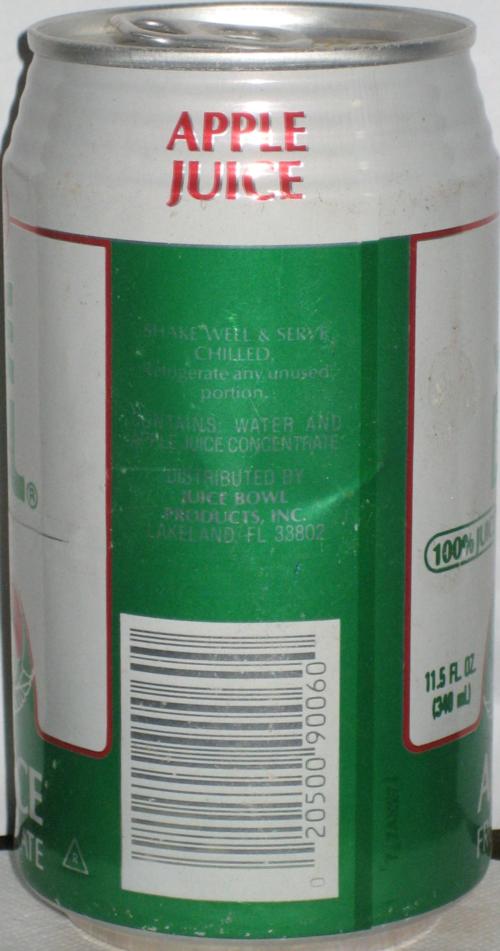 APPLE
JUICE
SHAKE WELL & SERVE
CHILLED.
Refrigerate any unused
portion.
CONTAINS: WATER AND
APPLE JUICE CONCENTRATE
DISTRIBUTED BY
JUICE BOWL
PRODUCTS, INC.
LAKELAND, FL 33802
®
100%
11.5 FL. OZ.
(340 mL)
20500 90060
0
CE
ATE
R